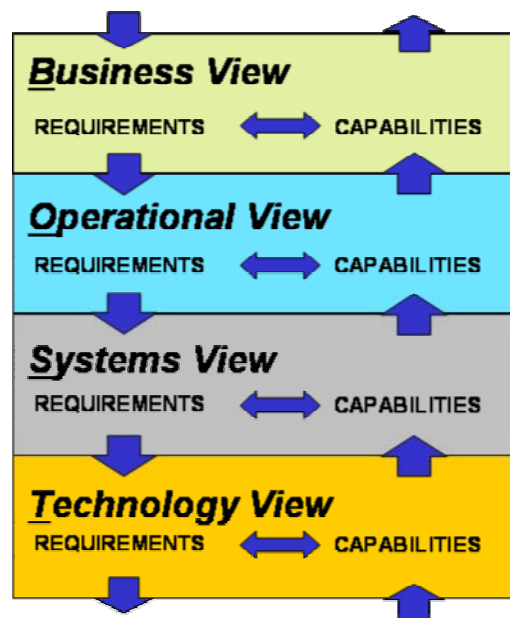 Business View
REQUIREMENTS CAPABILITIES
Operational View
REQUIREMENTS CAPABILITIES
Systems View
REQUIREMENTS CAPABILITIES
Technology View
REQUIREMENTS CAPABILITIES